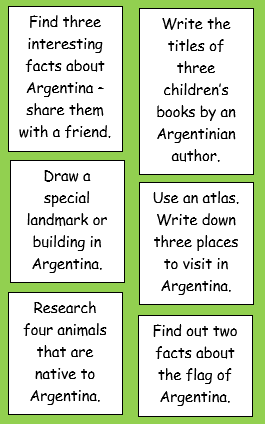 Find three
interesting
facts about
Argentina –
share them
with a friend.
Write the
titles of
three
children's
books by an
Argentinian
author.
Draw a
special
landmark or
building in
Argentina.
Use an atlas.
Write down
three places
to visit in
Argentina.
Research
four animals
that are
native to
Argentina.
Find out two
facts about
the flag of
Argentina.